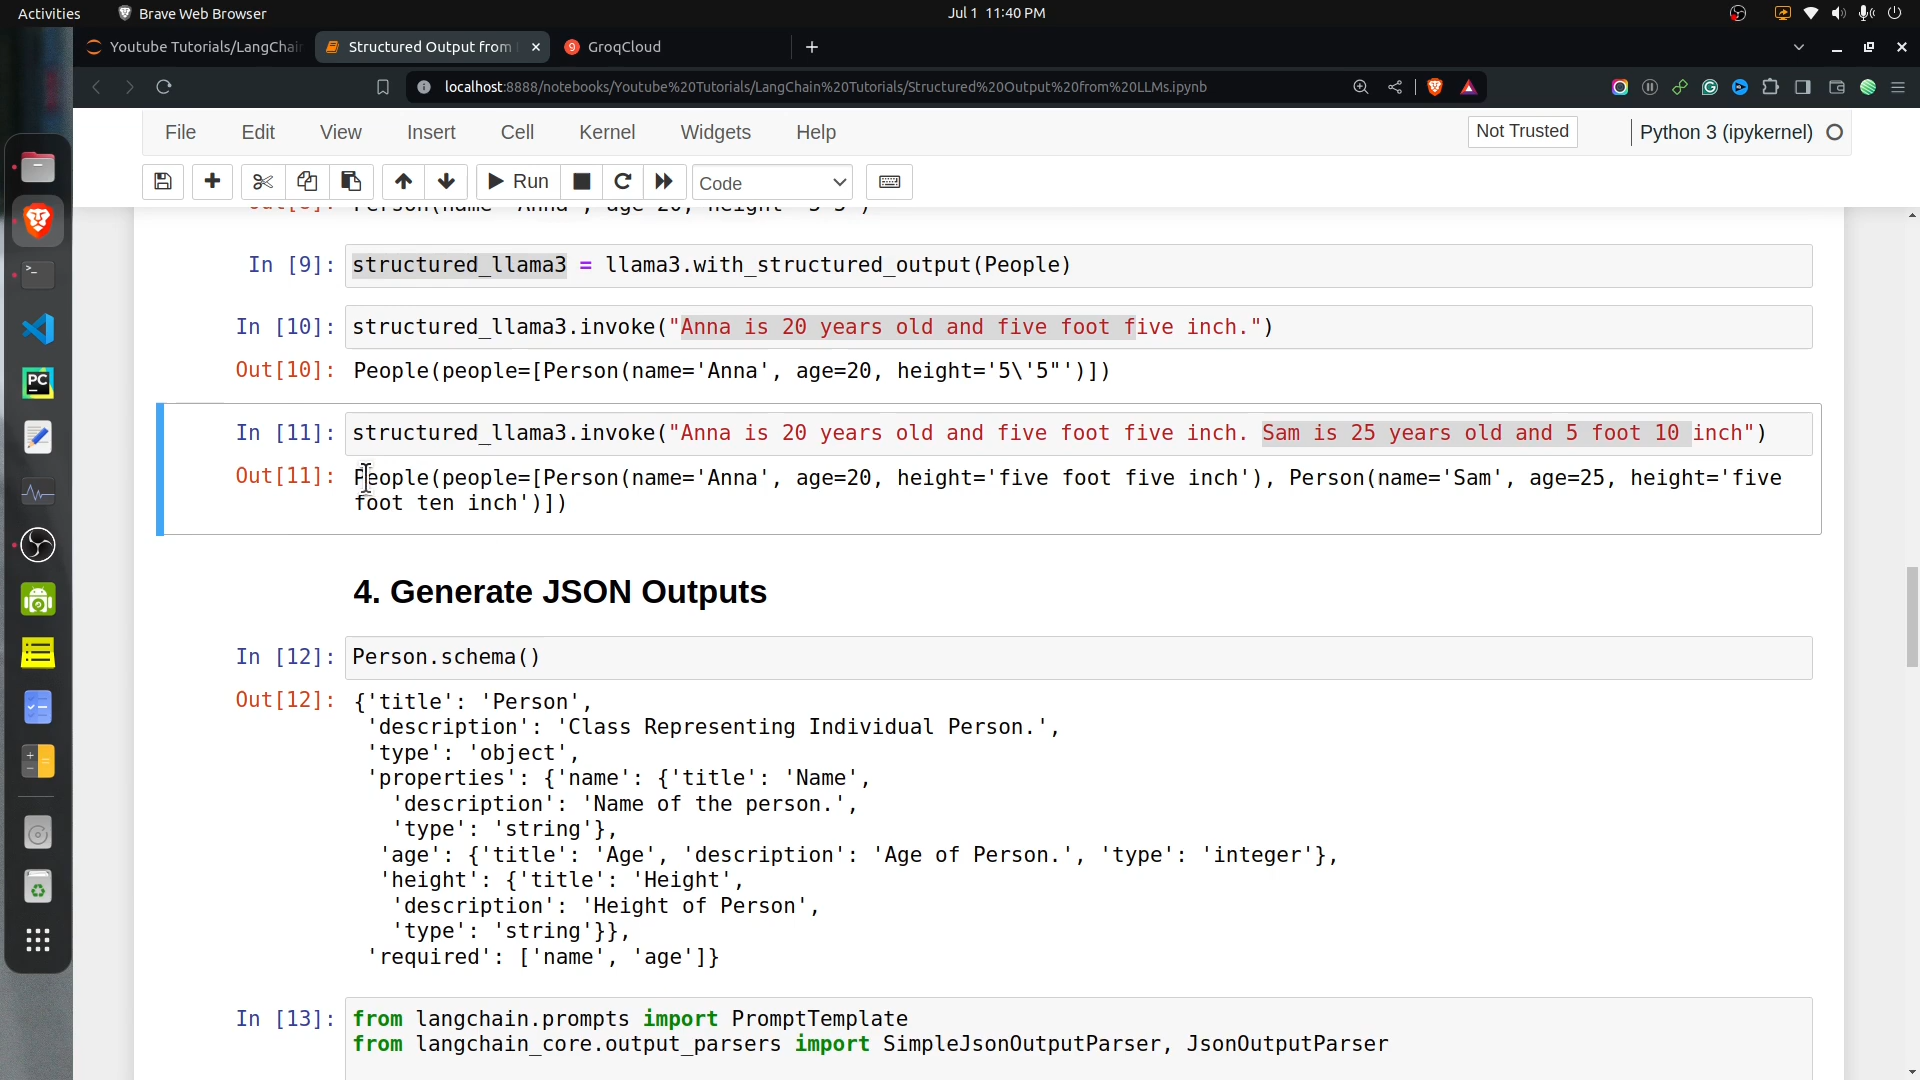 Activities Brave Web Browser Jul 1 11:40 PM
Youtube Tutorials/LangChai Structured Output from GroqCloud
localhost:8888/notebooks/Youtube%20Tutorials/LangChain%20Tutorials/Structured%20Output%20from%20LLMs.ipynb
File Edit View Insert Cell Kernel Widgets Help Not Trusted Python 3 (ipykernel)
Run Code
In [9]: structured_llama3 = llama3.with_structured_output(People)
In [10]: structured_llama3.invoke("Anna is 20 years old and five foot five inch.")
Out[10]: People(people=[Person(name='Anna', age=20, height='5\'5"')])
In [11]: structured_llama3.invoke("Anna is 20 years old and five foot five inch. Sam is 25 years old and 5 foot 10 inch")
Out[11]: People(people=[Person(name='Anna', age=20, height='five foot five inch'), Person(name='Sam', age=25, height='five
foot ten inch')])
4. Generate JSON Outputs
In [12]: Person.schema()
Out[12]: {'title': 'Person',
'description': 'Class Representing Individual Person.',
'type': 'object',
'properties': {'name': {'title': 'Name',
'description': 'Name of the person.',
'type': 'string'},
'age': {'title': 'Age', 'description': 'Age of Person.', 'type': 'integer'},
'height': {'title': 'Height',
'description': 'Height of Person',
'type': 'string'}},
'required': ['name', 'age']}
In [13]: from langchain.prompts import PromptTemplate
from langchain_core.output_parsers import SimpleJsonOutputParser, JsonOutputParser